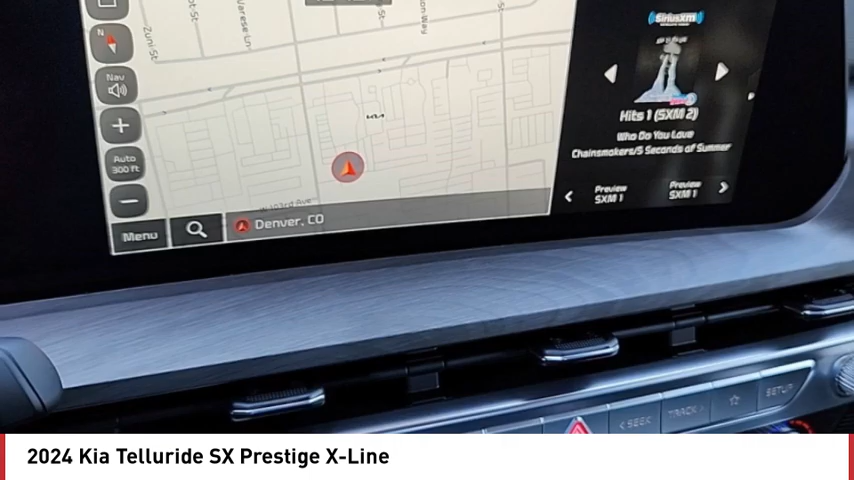 Zuni St
N
Nav
Auto
300 ft
Menu
Denver, CO
KIA
SiriusXM
Hits 1 (SXM 2)
Who Do You Love
Chainsmokers/5 Seconds of Summer
Preview
SXM 1
Preview
SXM 1
< SEEK
TRACK >
SETUP
2024 Kia Telluride SX Prestige X-Line